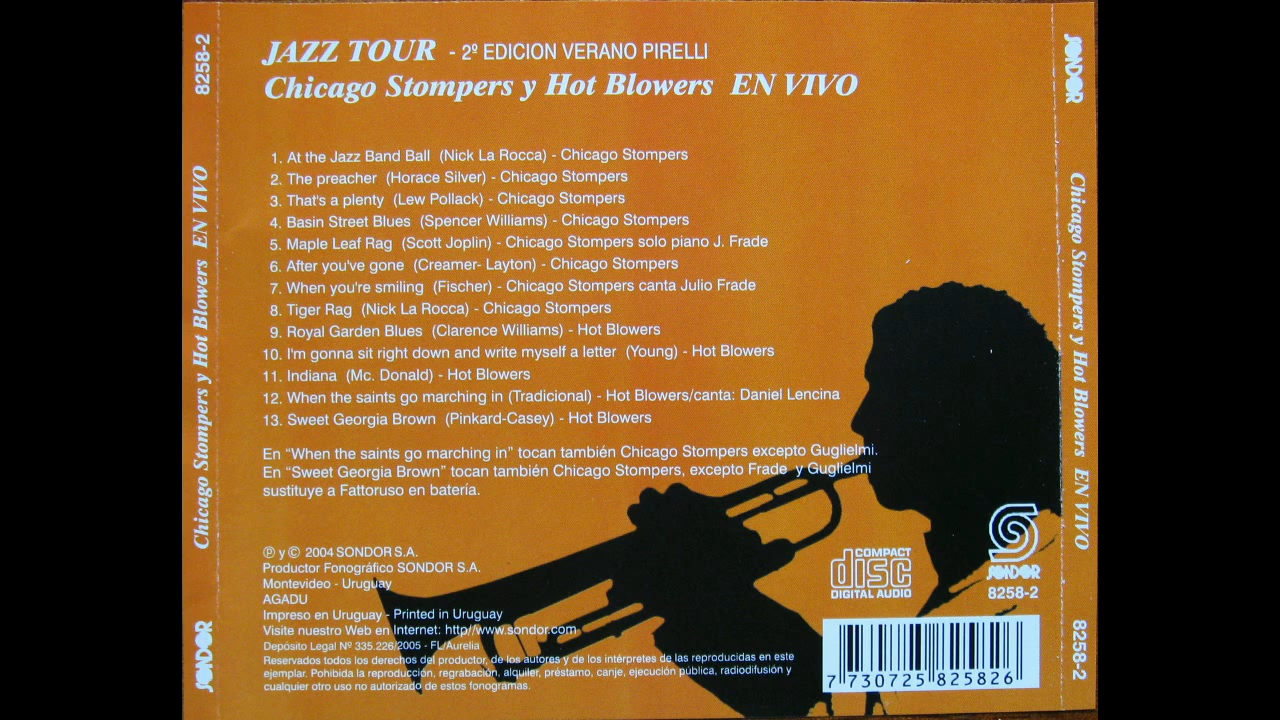 8258-2
Chicago Stompers y Hot Blowers EN VIVO
SONDOR
JAZZ TOUR - 2º EDICION VERANO PIRELLI
Chicago Stompers y Hot Blowers EN VIVO
1. At the Jazz Band Ball (Nick La Rocca) - Chicago Stompers
2. The preacher (Horace Silver) - Chicago Stompers
3. That's a plenty (Lew Pollack) - Chicago Stompers
4. Basin Street Blues (Spencer Williams) - Chicago Stompers
5. Maple Leaf Rag (Scott Joplin) - Chicago Stompers solo piano J. Frade
6. After you've gone (Creamer- Layton) - Chicago Stompers
7. When you're smiling (Fischer) - Chicago Stompers canta Julio Frade
8. Tiger Rag (Nick La Rocca) - Chicago Stompers
9. Royal Garden Blues (Clarence Williams) - Hot Blowers
10. I'm gonna sit right down and write myself a letter (Young) - Hot Blowers
11. Indiana (Mc. Donald) - Hot Blowers
12. When the saints go marching in (Tradicional) - Hot Blowers/canta: Daniel Lencina
13. Sweet Georgia Brown (Pinkard-Casey) - Hot Blowers
En “When the saints go marching in” tocan también Chicago Stompers excepto Guglielmi.
En “Sweet Georgia Brown” tocan también Chicago Stompers, excepto Frade y Guglielmi
sustituye a Fattoruso en batería.
℗ y © 2004 SONDOR S.A.
Productor Fonográfico SONDOR S.A.
Montevideo - Uruguay
AGADU
Impreso en Uruguay - Printed in Uruguay
Visite nuestro Web en Internet: http//www.sondor.com
Depósito Legal Nº 335.226/2005 - FL/Aurelia
Reservados todos los derechos del productor, de los autores y de los intérpretes de las reproducidas en este
ejemplar. Prohibida la reproducción, regrabación, alquiler, préstamo, canje, ejecución pública, radiodifusión y
cualquier otro uso no autorizado de estos fonogramas.
COMPACT
disc
DIGITAL AUDIO
SONDOR
8258-2
7 730725 825826
SONDOR
Chicago Stompers y Hot Blowers EN VIVO
8258-2